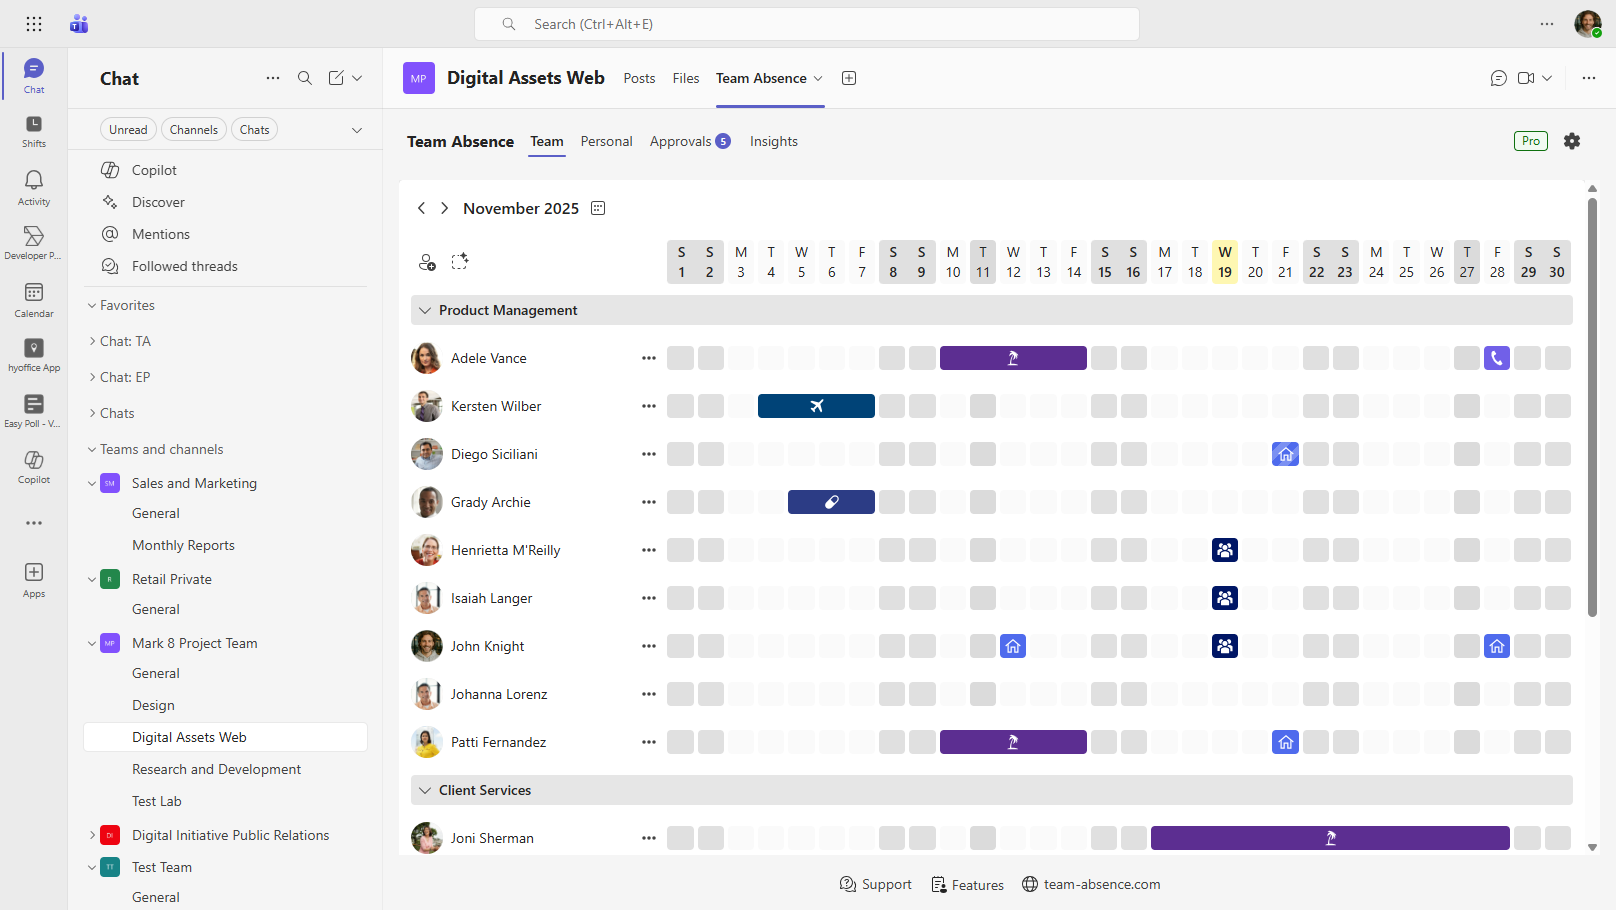 Search (Ctrl+Alt+E)
Chat
Shifts
Activity
Developer P...
Calendar
hyoffice App
Easy Poll - V...
Copilot
Apps
Chat
Unread Channels Chats
Copilot
Discover
Mentions
Followed threads
Favorites
Chat: TA
Chat: EP
Chats
Teams and channels
SM Sales and Marketing
General
Monthly Reports
R Retail Private
General
MP Mark 8 Project Team
General
Design
Digital Assets Web
Research and Development
Test Lab
DI Digital Initiative Public Relations
TT Test Team
General
MP Digital Assets Web Posts Files Team Absence
Team Absence Team Personal Approvals 5 Insights Pro
November 2025
S S M T W T F S S M T W T F S S M T W T F S S M T W T F S S
1 2 3 4 5 6 7 8 9 10 11 12 13 14 15 16 17 18 19 20 21 22 23 24 25 26 27 28 29 30
Product Management
Adele Vance
Kersten Wilber
Diego Siciliani
Grady Archie
Henrietta M'Reilly
Isaiah Langer
John Knight
Johanna Lorenz
Patti Fernandez
Client Services
Joni Sherman
Support Features team-absence.com